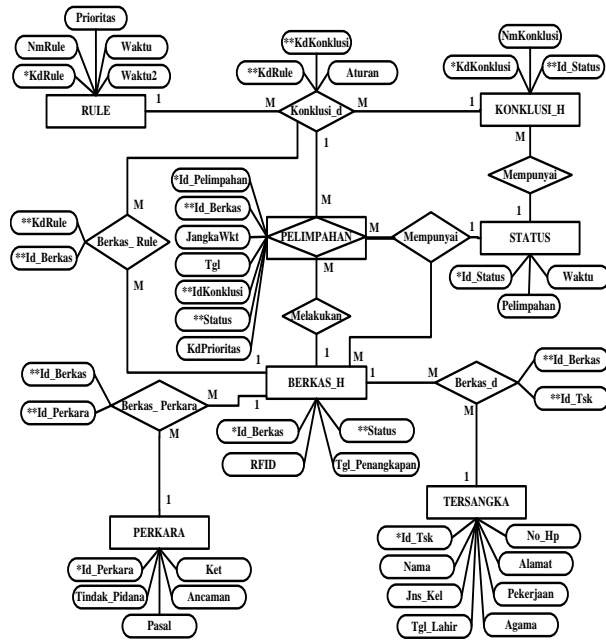 Prioritas
NmRule
Waktu
*KdRule
Waktu2
RULE
1
M
**KdKonklusi
**KdRule
Aturan
Konklusi_d
M
1
M
1
NmKonklusi
*KdKonklusi
**Id_Status
KONKLUSI_H
M
Mempunyai
1
STATUS
*Id_Status
Waktu
Pelimpahan
*Id_Pelimpahan
**Id_Berkas
JangkaWkt
Tgl
**IdKonklusi
**Status
KdPrioritas
M
PELIMPAHAN
M
M
Mempunyai
1
M
Melakukan
1
**KdRule
**Id_Berkas
M
Berkas_ Rule
M
1
BERKAS_H
1
M
Berkas_d
M
**Id_Berkas
**Id_Tsk
**Id_Berkas
**Id_Perkara
Berkas_ Perkara
M
1
M
*Id_Berkas
**Status
RFID
Tgl_Penangkapan
1
PERKARA
*Id_Perkara
Ket
Tindak_Pidana
Ancaman
Pasal
1
TERSANGKA
*Id_Tsk
No_Hp
Nama
Alamat
Jns_Kel
Pekerjaan
Tgl_Lahir
Agama